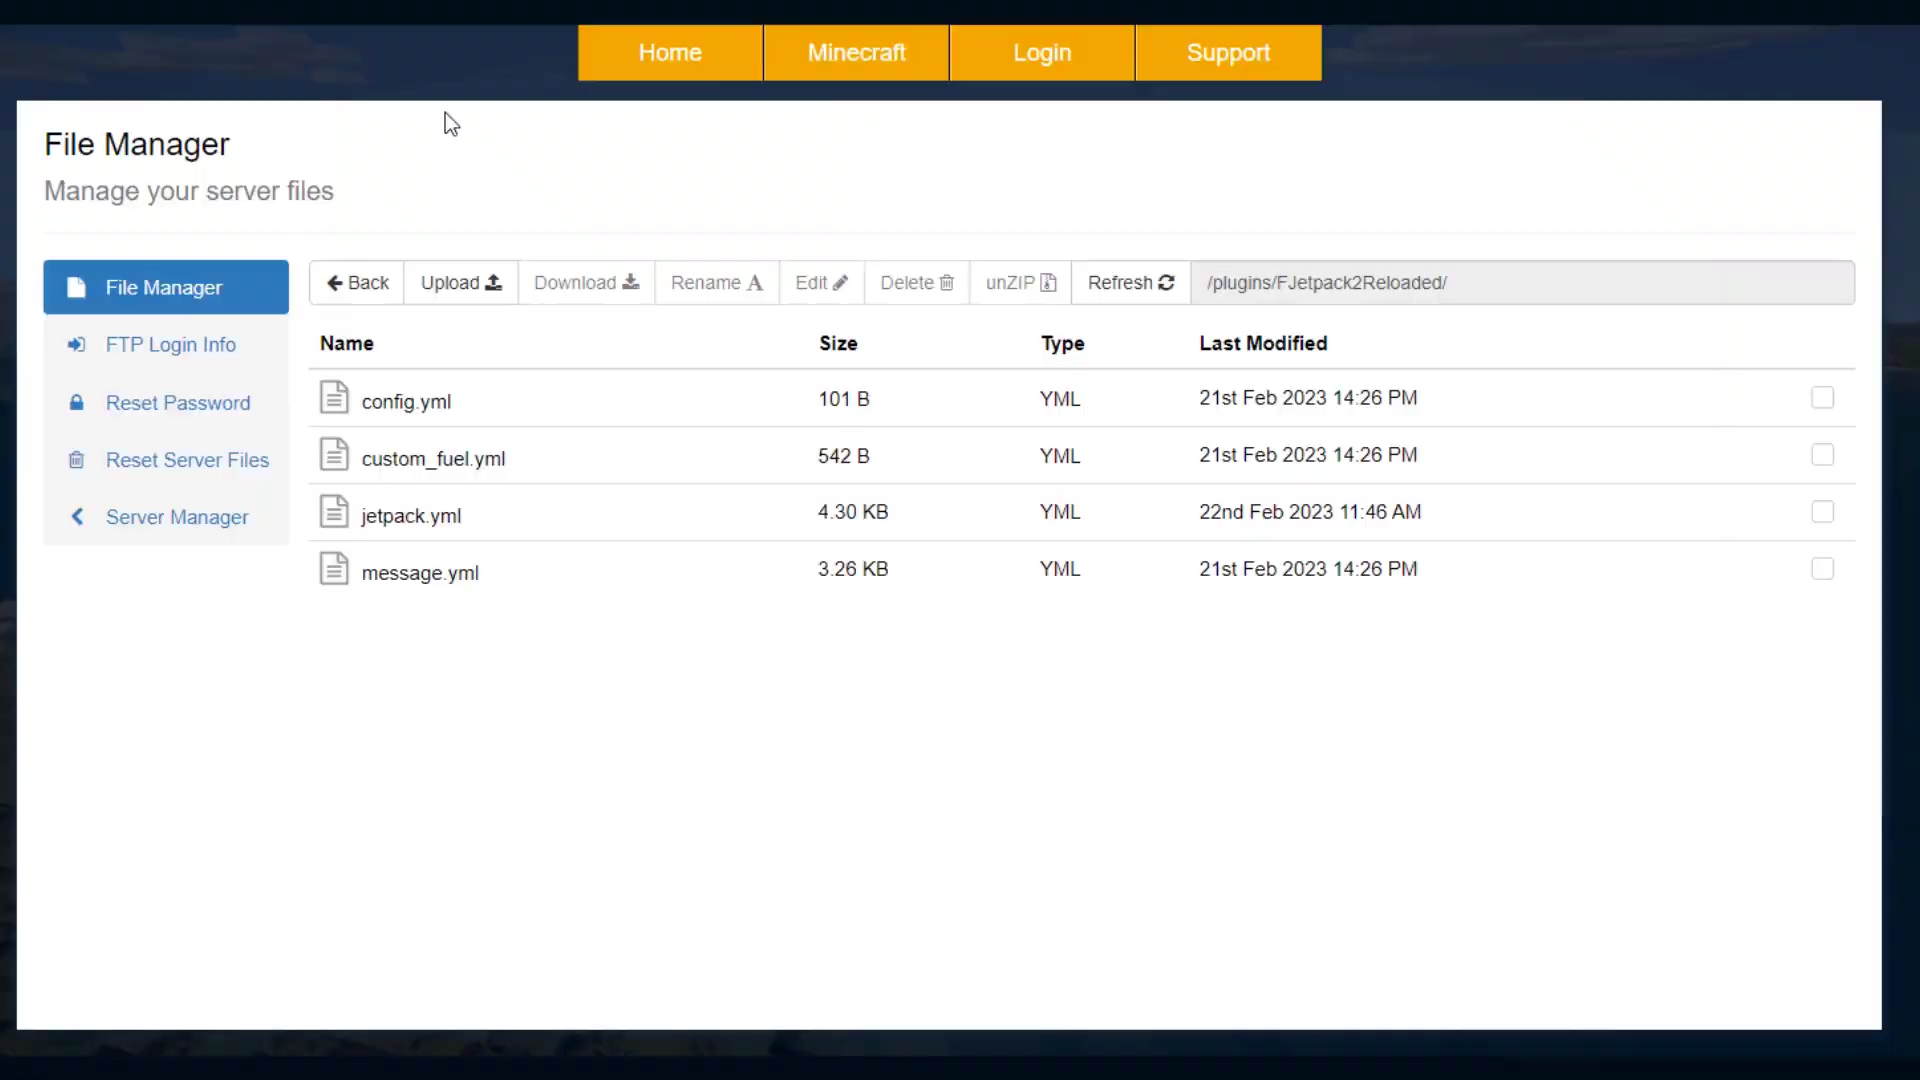 Home Minecraft Login Support
File Manager
Manage your server files
File Manager
FTP Login Info
Reset Password
Reset Server Files
Server Manager
Back Upload Download Rename Edit Delete unZIP Refresh /plugins/FJetpack2Reloaded/
Name Size Type Last Modified
config.yml 101 B YML 21st Feb 2023 14:26 PM
custom_fuel.yml 542 B YML 21st Feb 2023 14:26 PM
jetpack.yml 4.30 KB YML 22nd Feb 2023 11:46 AM
message.yml 3.26 KB YML 21st Feb 2023 14:26 PM